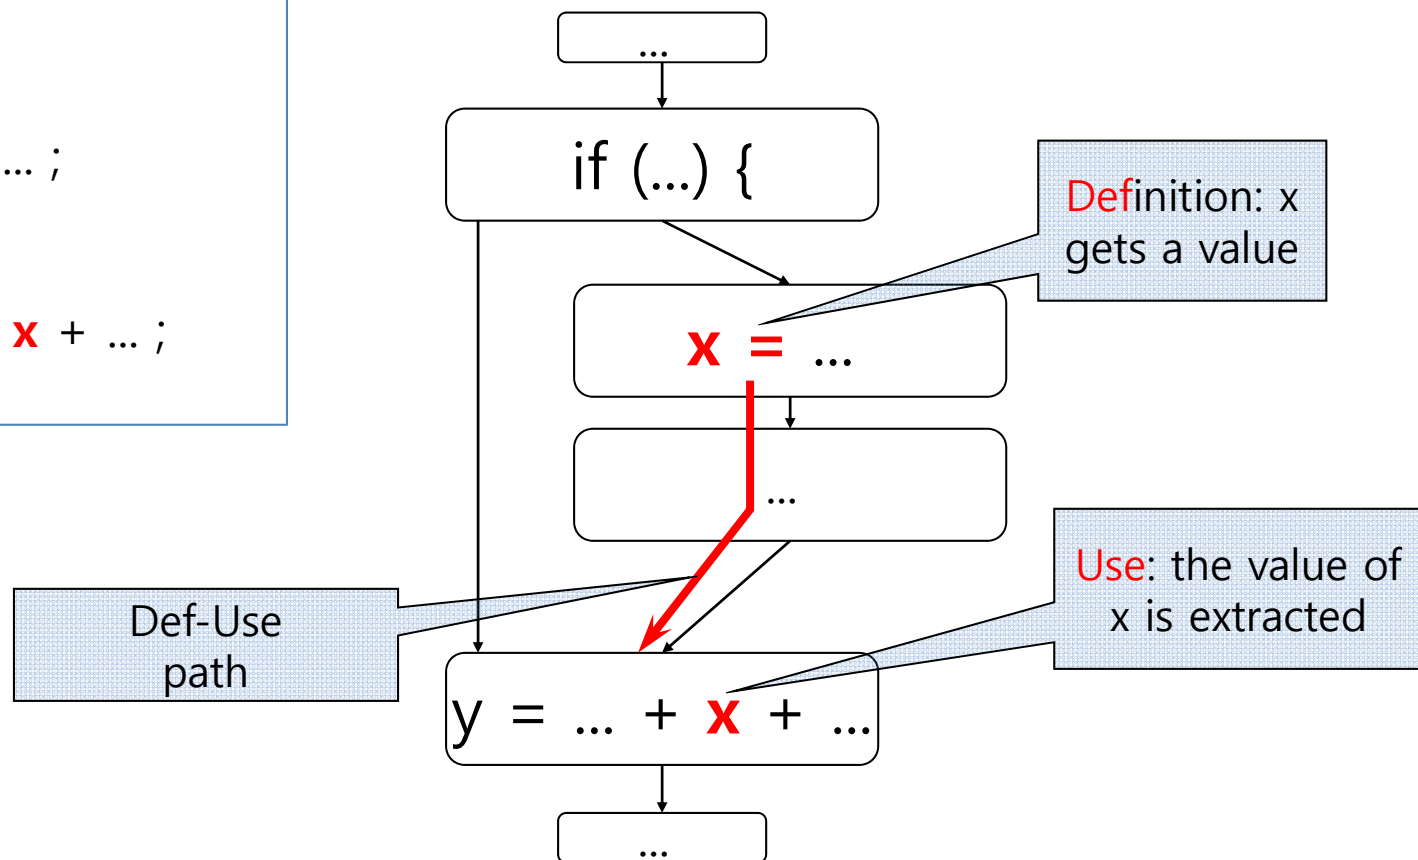 ...
if (...) {
... ;
Definition: x
gets a value
x = ...
x + ... ;
...
Use: the value of
x is extracted
Def-Use
path
y = ... + x + ...
...